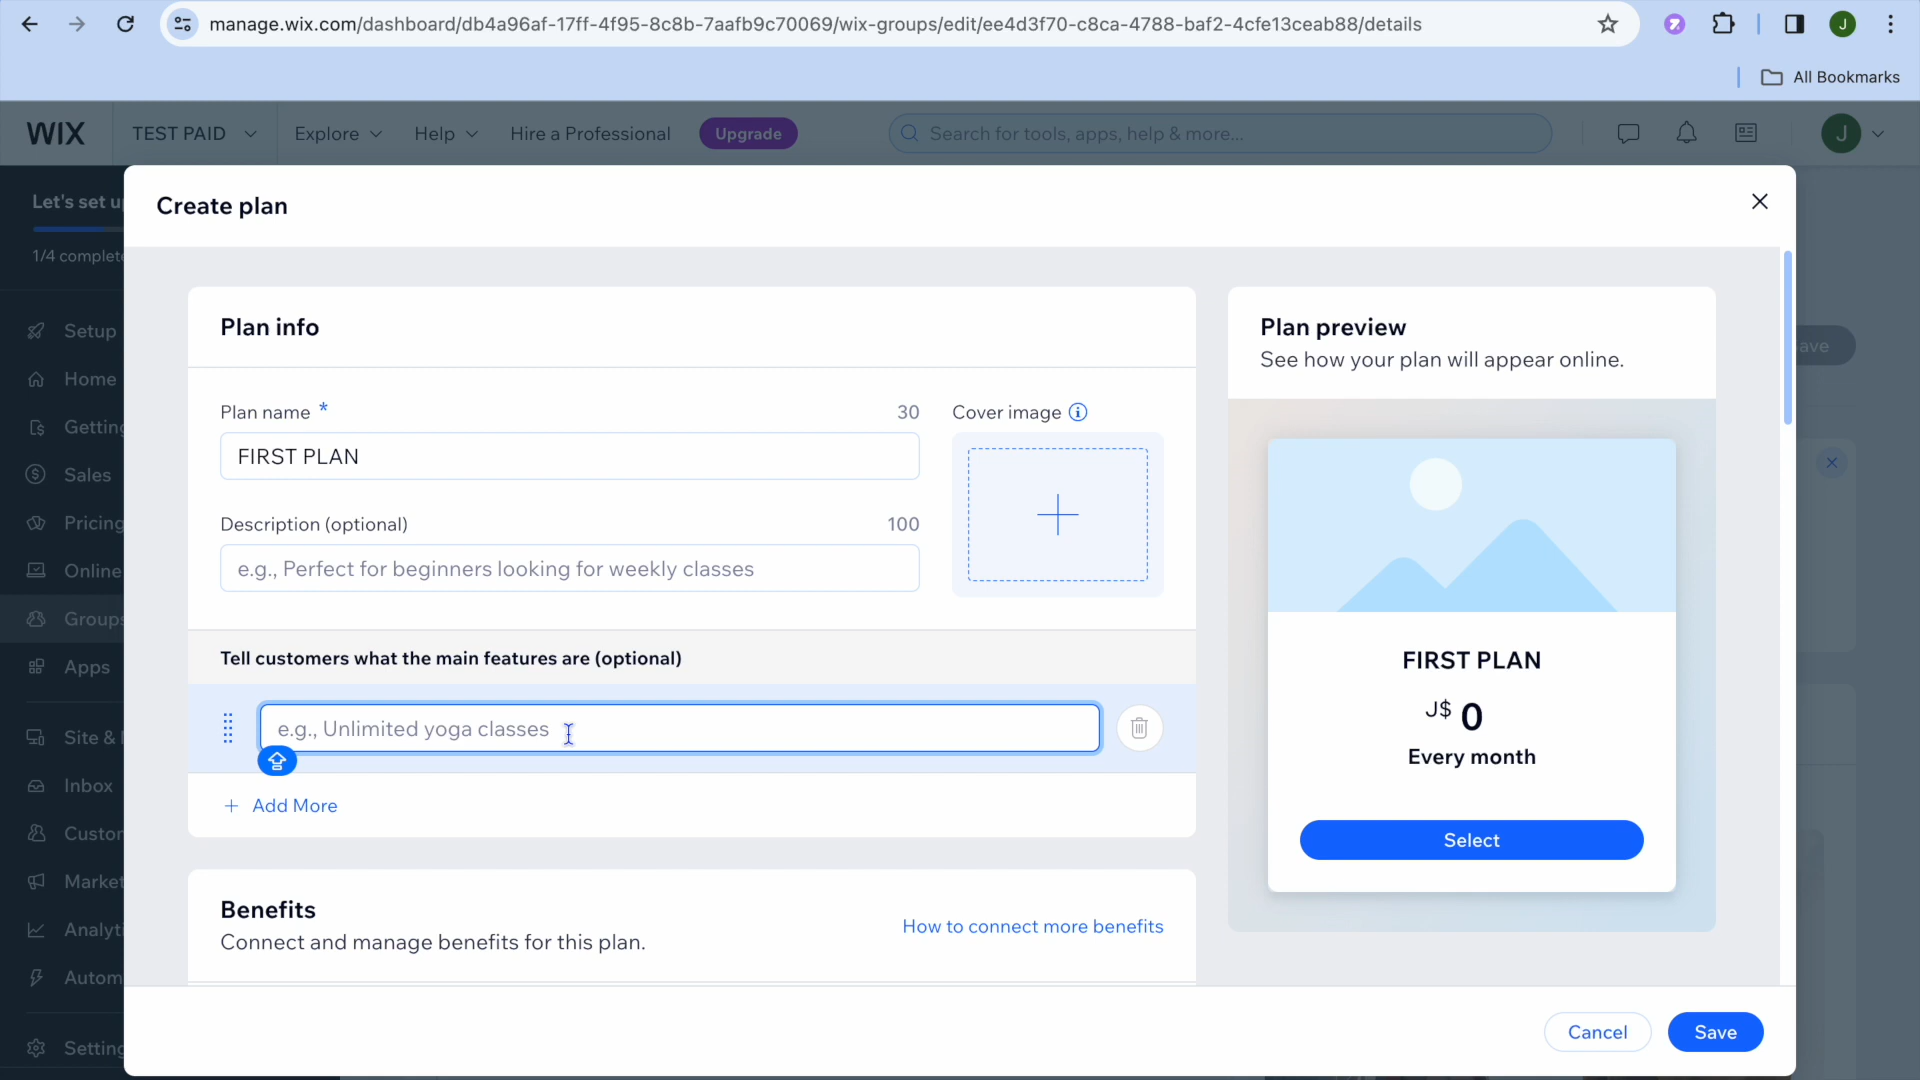 manage.wix.com/dashboard/db4a96af-17ff-4f95-8c8b-7aafb9c70069/wix-groups/edit/ee4d3f70-c8ca-4788-baf2-4cfe13ceab88/details
J
All Bookmarks
WIX
TEST PAID
Explore
Help
Hire a Professional
Upgrade
Search for tools, apps, help & more...
J
Let's set u
1/4 complete
Setup
Home
Getting
Sales
Pricing
Online
Groups
Apps
Site &
Inbox
Custor
Market
Analyti
Autom
Setting
Create plan
Plan info
Plan name *
30
FIRST PLAN
Cover image
Description (optional)
100
e.g., Perfect for beginners looking for weekly classes
Tell customers what the main features are (optional)
e.g., Unlimited yoga classes
+ Add More
Benefits
Connect and manage benefits for this plan.
How to connect more benefits
Plan preview
See how your plan will appear online.
FIRST PLAN
J$ 0
Every month
Select
Cancel
Save
ave